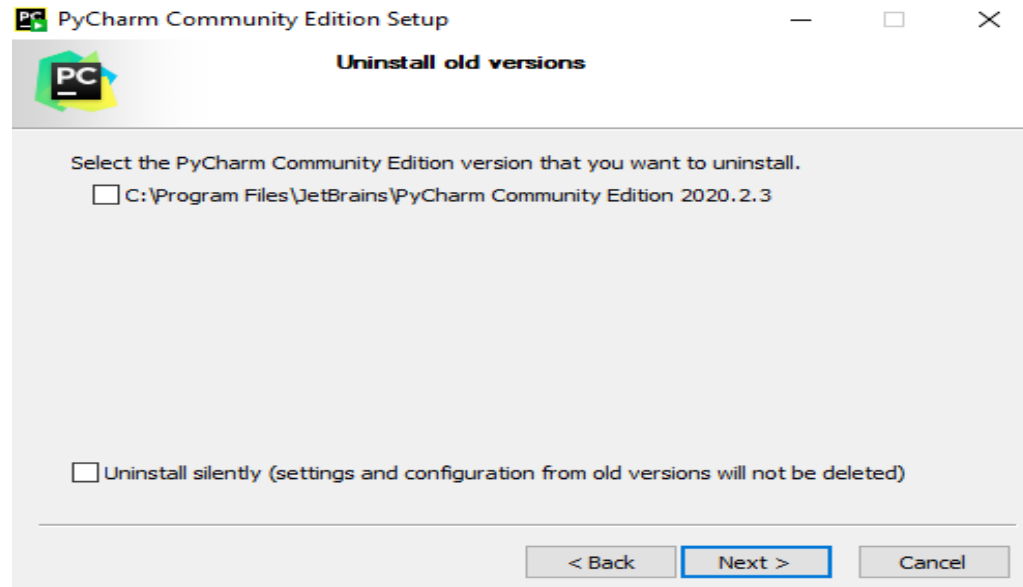 PyCharm Community Edition Setup
PC
Uninstall old versions
Select the PyCharm Community Edition version that you want to uninstall.
C:\Program Files\JetBrains\PyCharm Community Edition 2020.2.3
Uninstall silently (settings and configuration from old versions will not be deleted)
< Back Next > Cancel